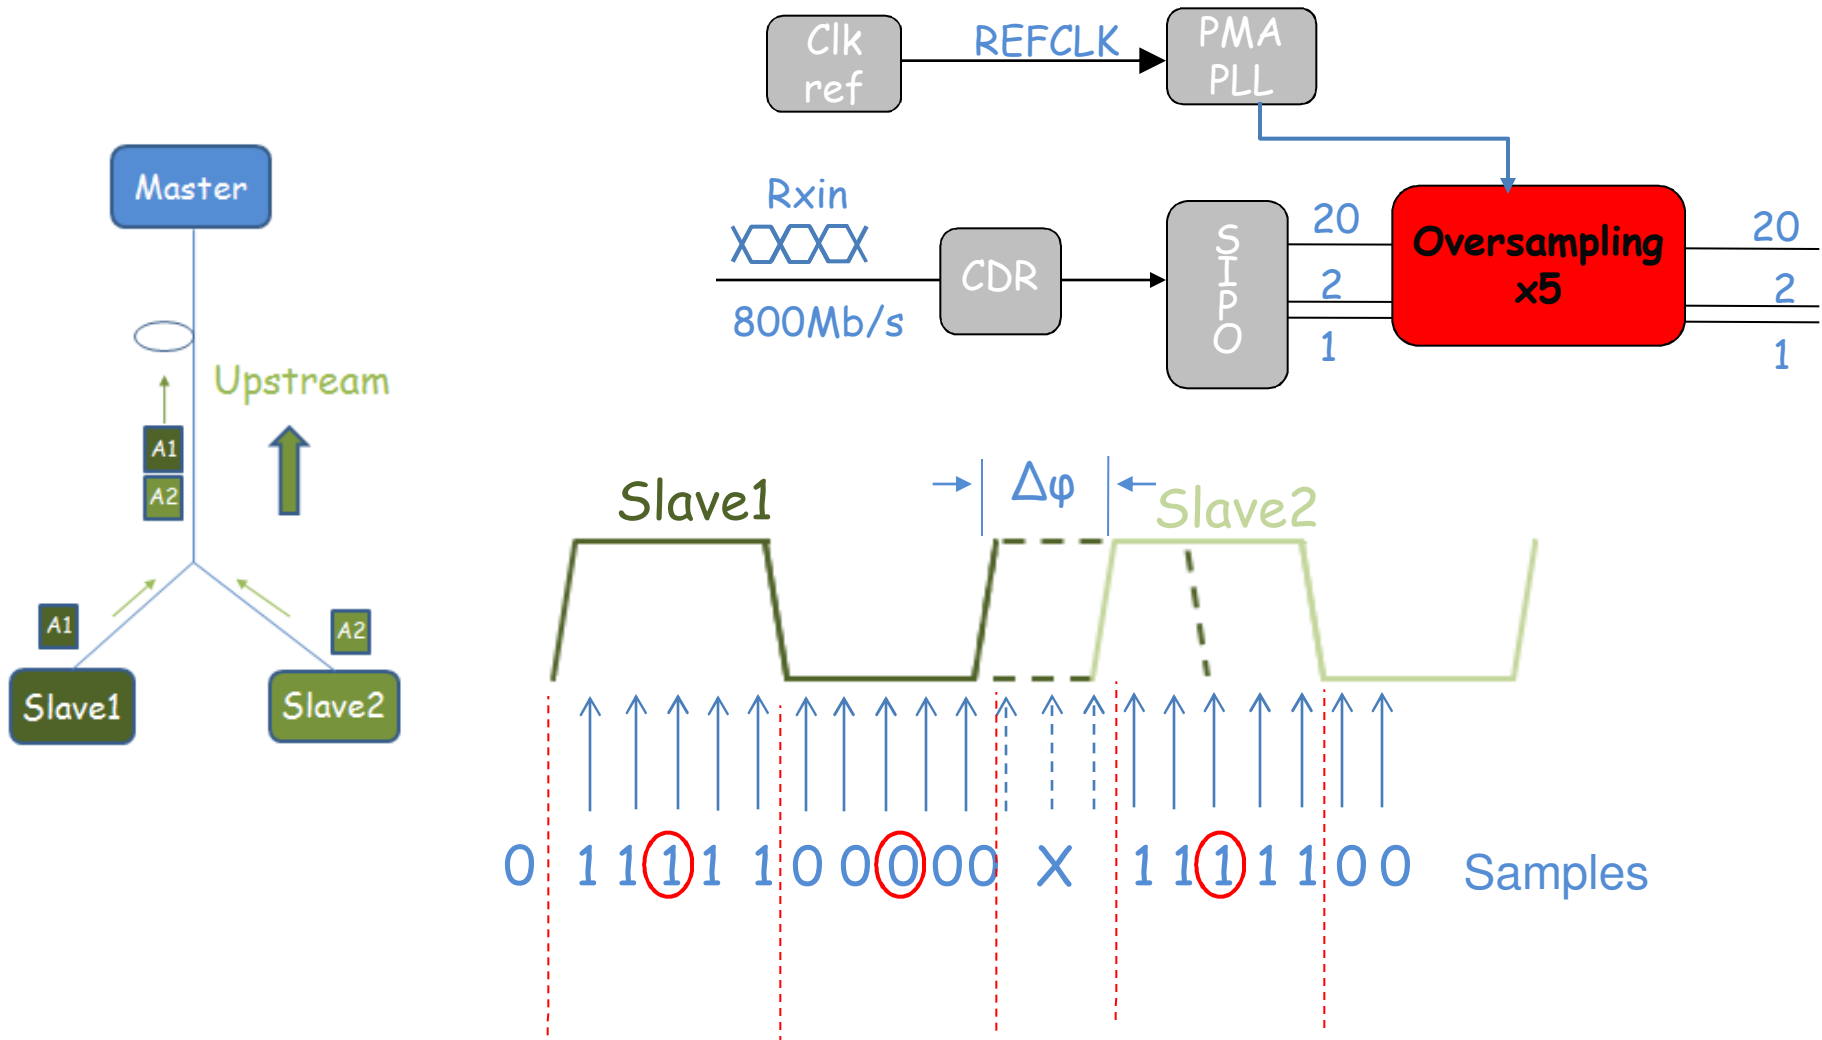 Clk
ref
REFCLK
PMA
PLL
Master
Rxin
800Mb/s
CDR
SIPO
20
2
1
Oversampling
x5
20
2
1
Upstream
A1
A2
A1
A2
Slave1
Slave2
Slave1
Δφ
Slave2
0 1 1 1 1 1 0 0 0 0 0 X 1 1 1 1 1 0 0 Samples